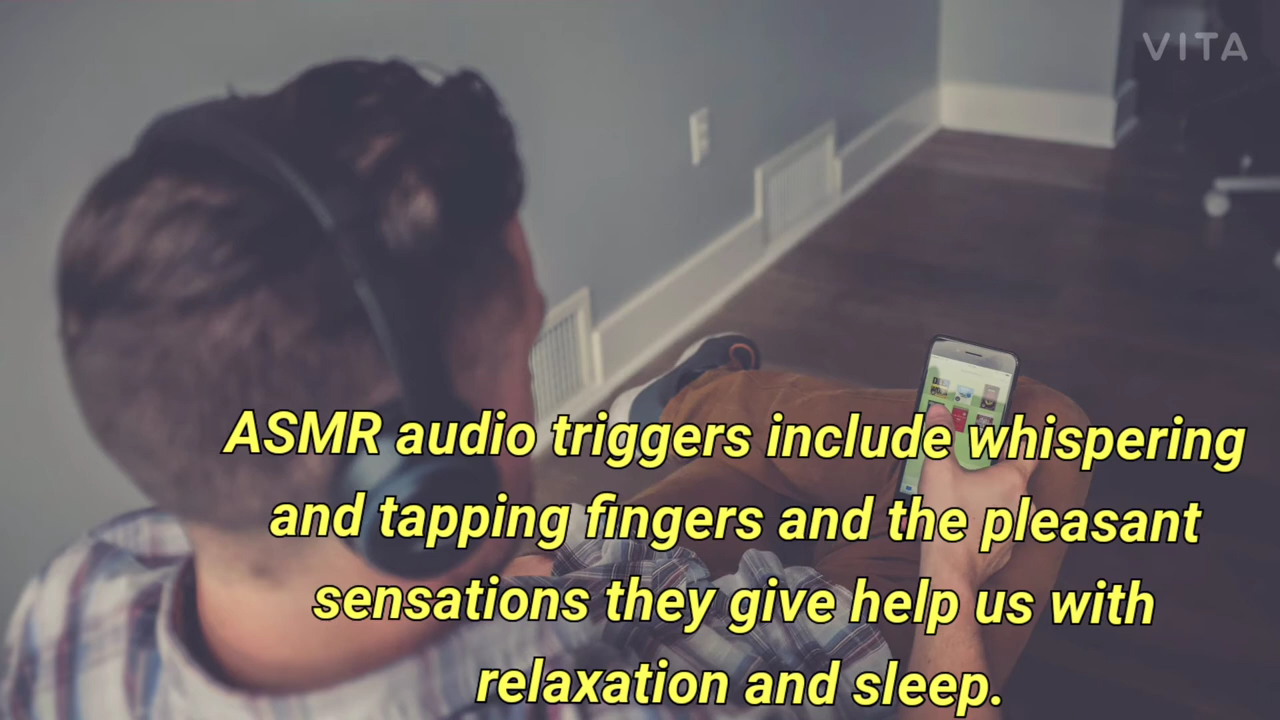 VITA
ASMR audio triggers include whispering
and tapping fingers and the pleasant
sensations they give help us with
relaxation and sleep.